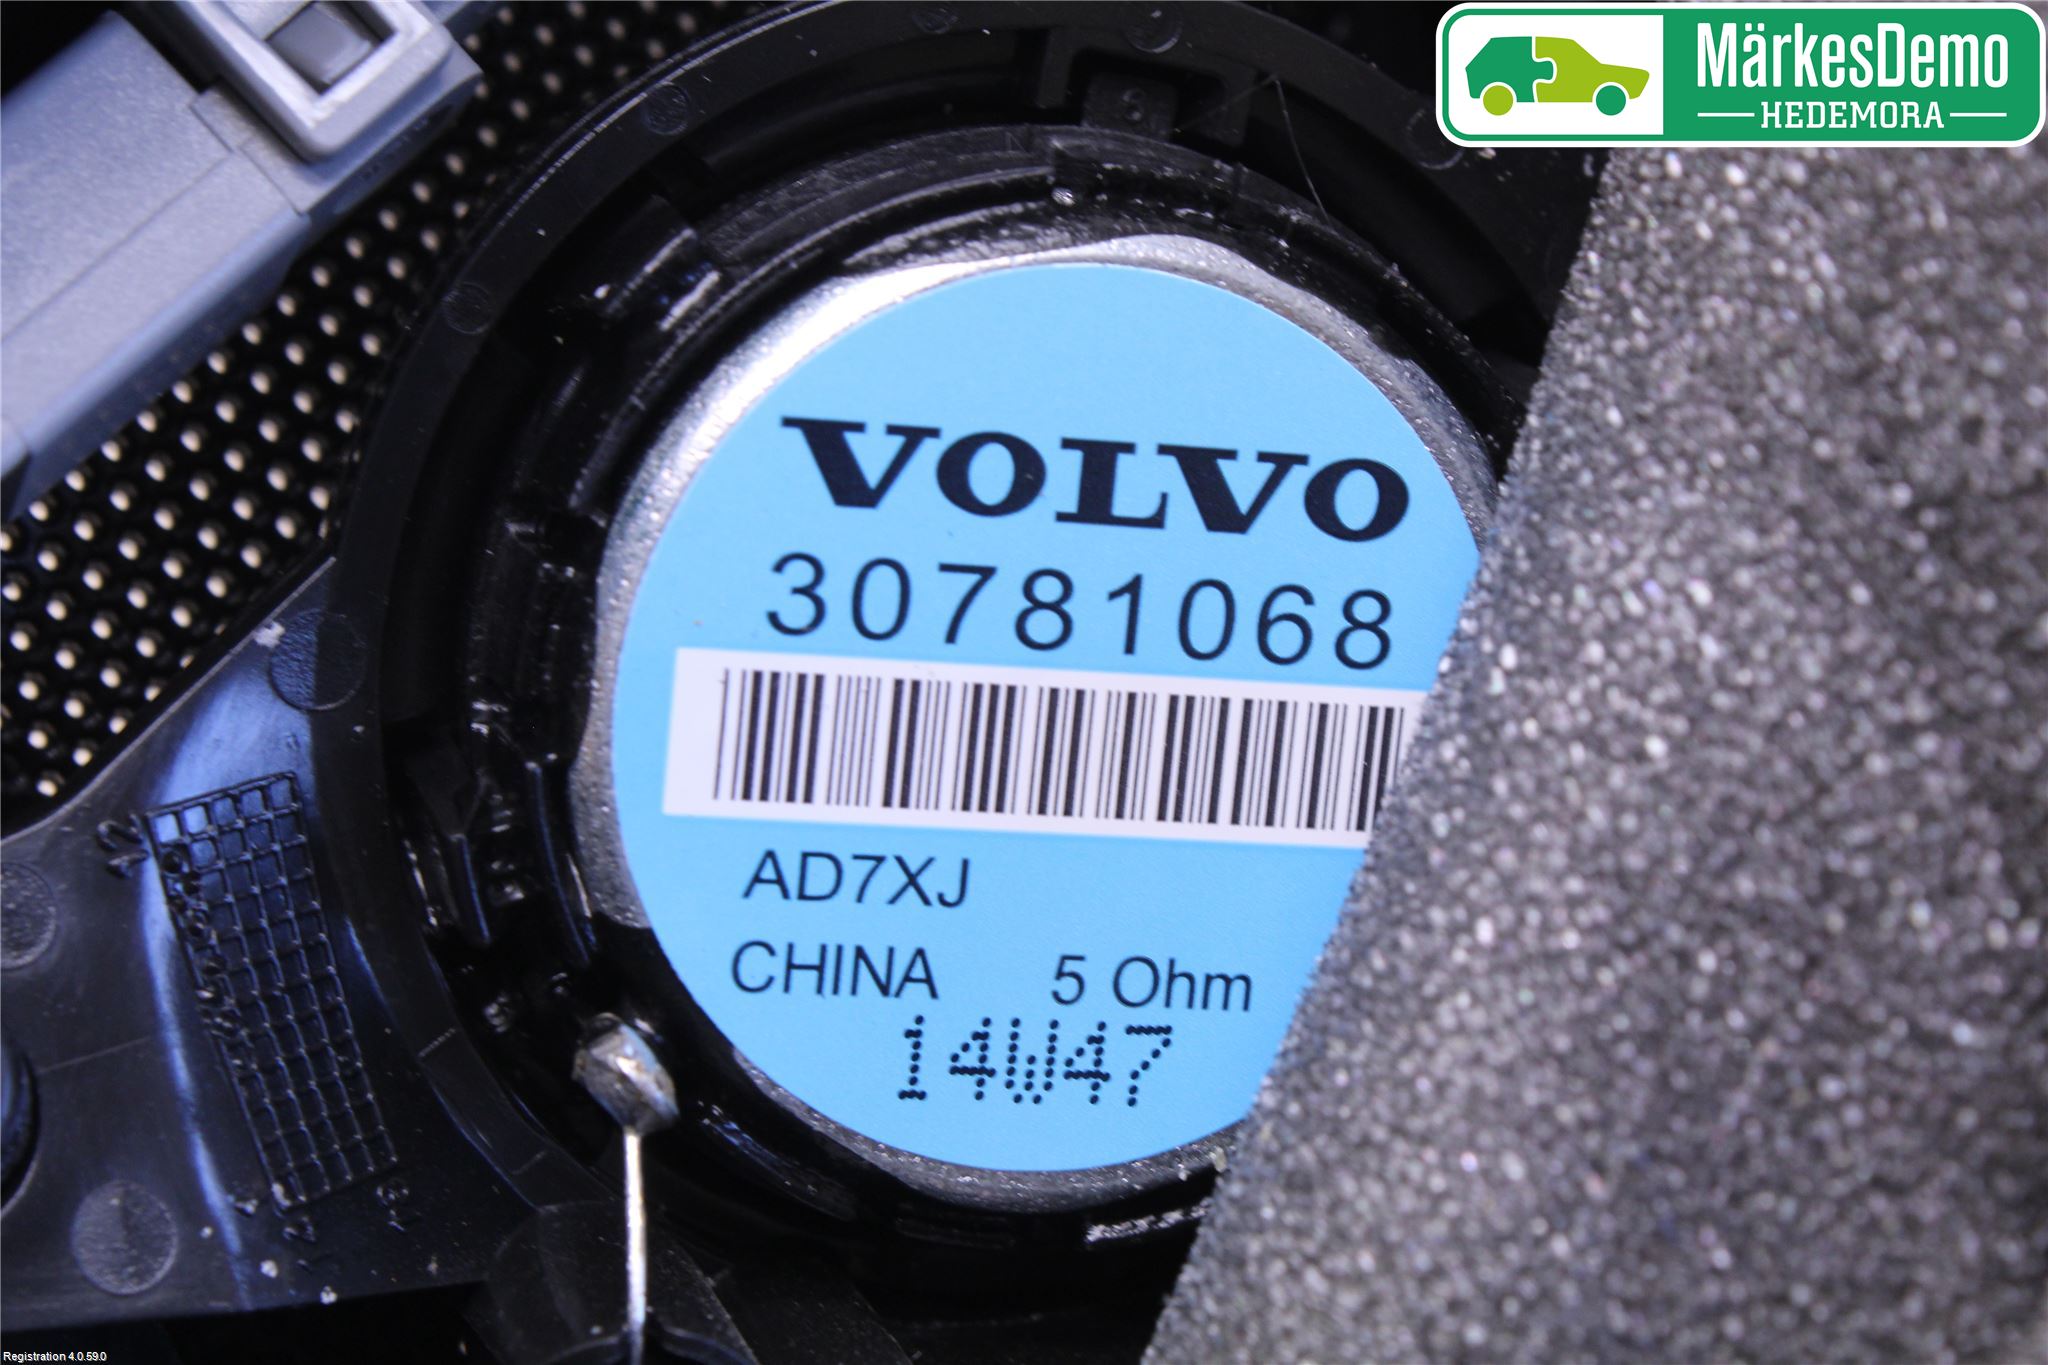 MärkesDemo
HEDEMORA
VOLVO
30781068
AD7XJ
CHINA 5 Ohm
14W47
Registration 4.0.59.0